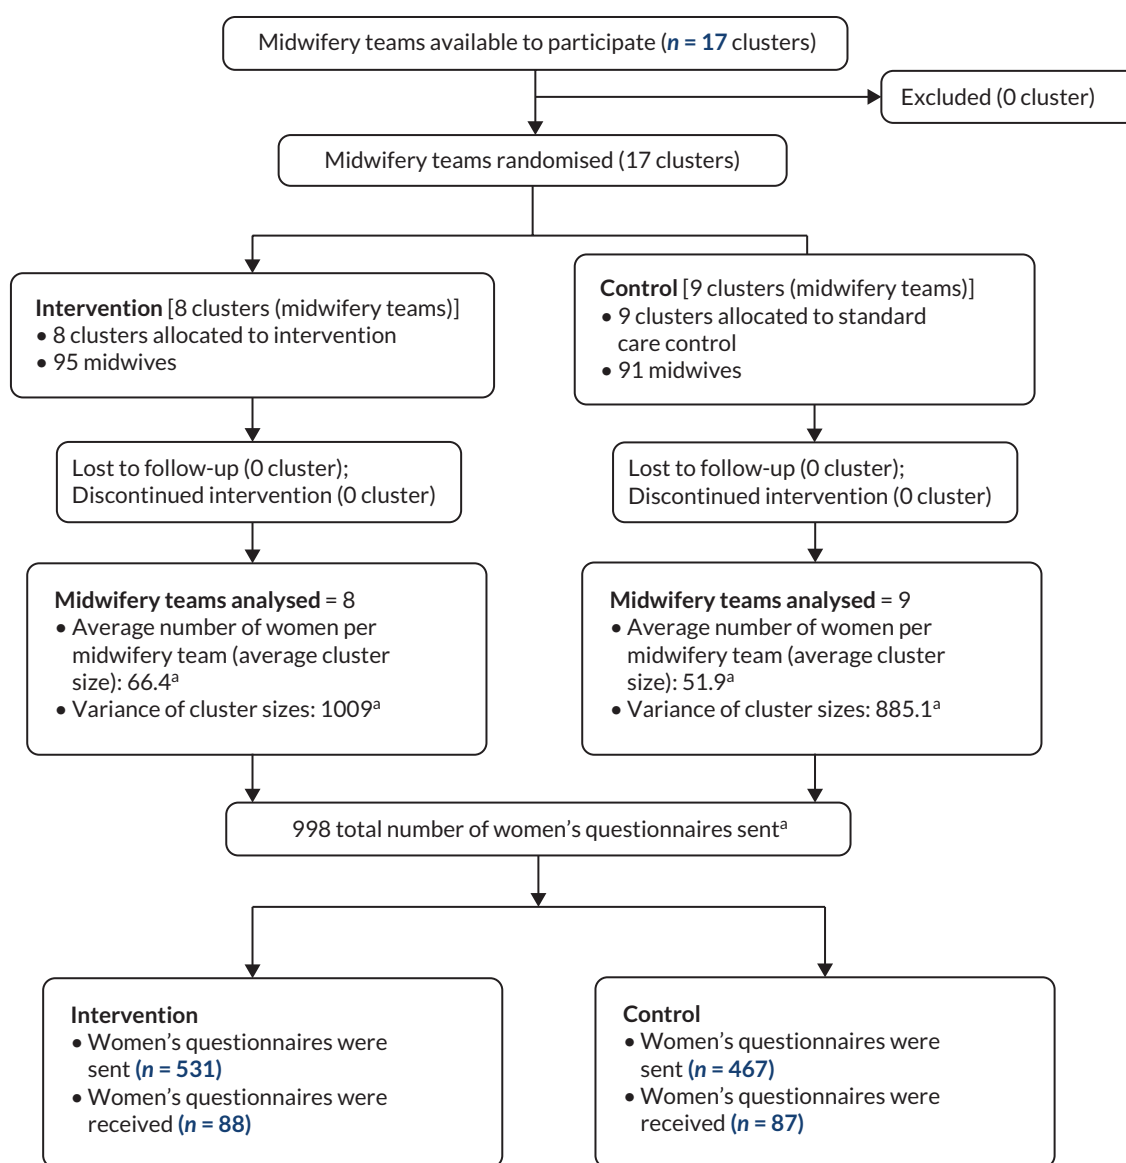 Midwifery teams available to participate (n = 17 clusters)
Excluded (0 cluster)
Midwifery teams randomised (17 clusters)
Intervention [8 clusters (midwifery teams)]
• 8 clusters allocated to intervention
• 95 midwives
Control [9 clusters (midwifery teams)]
• 9 clusters allocated to standard
care control
• 91 midwives
Lost to follow-up (0 cluster);
Discontinued intervention (0 cluster)
Lost to follow-up (0 cluster);
Discontinued intervention (0 cluster)
Midwifery teams analysed = 8
• Average number of women per
midwifery team (average cluster
size): 66.4ᵃ
• Variance of cluster sizes: 1009ᵃ
Midwifery teams analysed = 9
• Average number of women per
midwifery team (average cluster
size): 51.9ᵃ
• Variance of cluster sizes: 885.1ᵃ
998 total number of women’s questionnaires sentᵃ
Intervention
• Women’s questionnaires were
sent (n = 531)
• Women’s questionnaires were
received (n = 88)
Control
• Women’s questionnaires were
sent (n = 467)
• Women’s questionnaires were
received (n = 87)